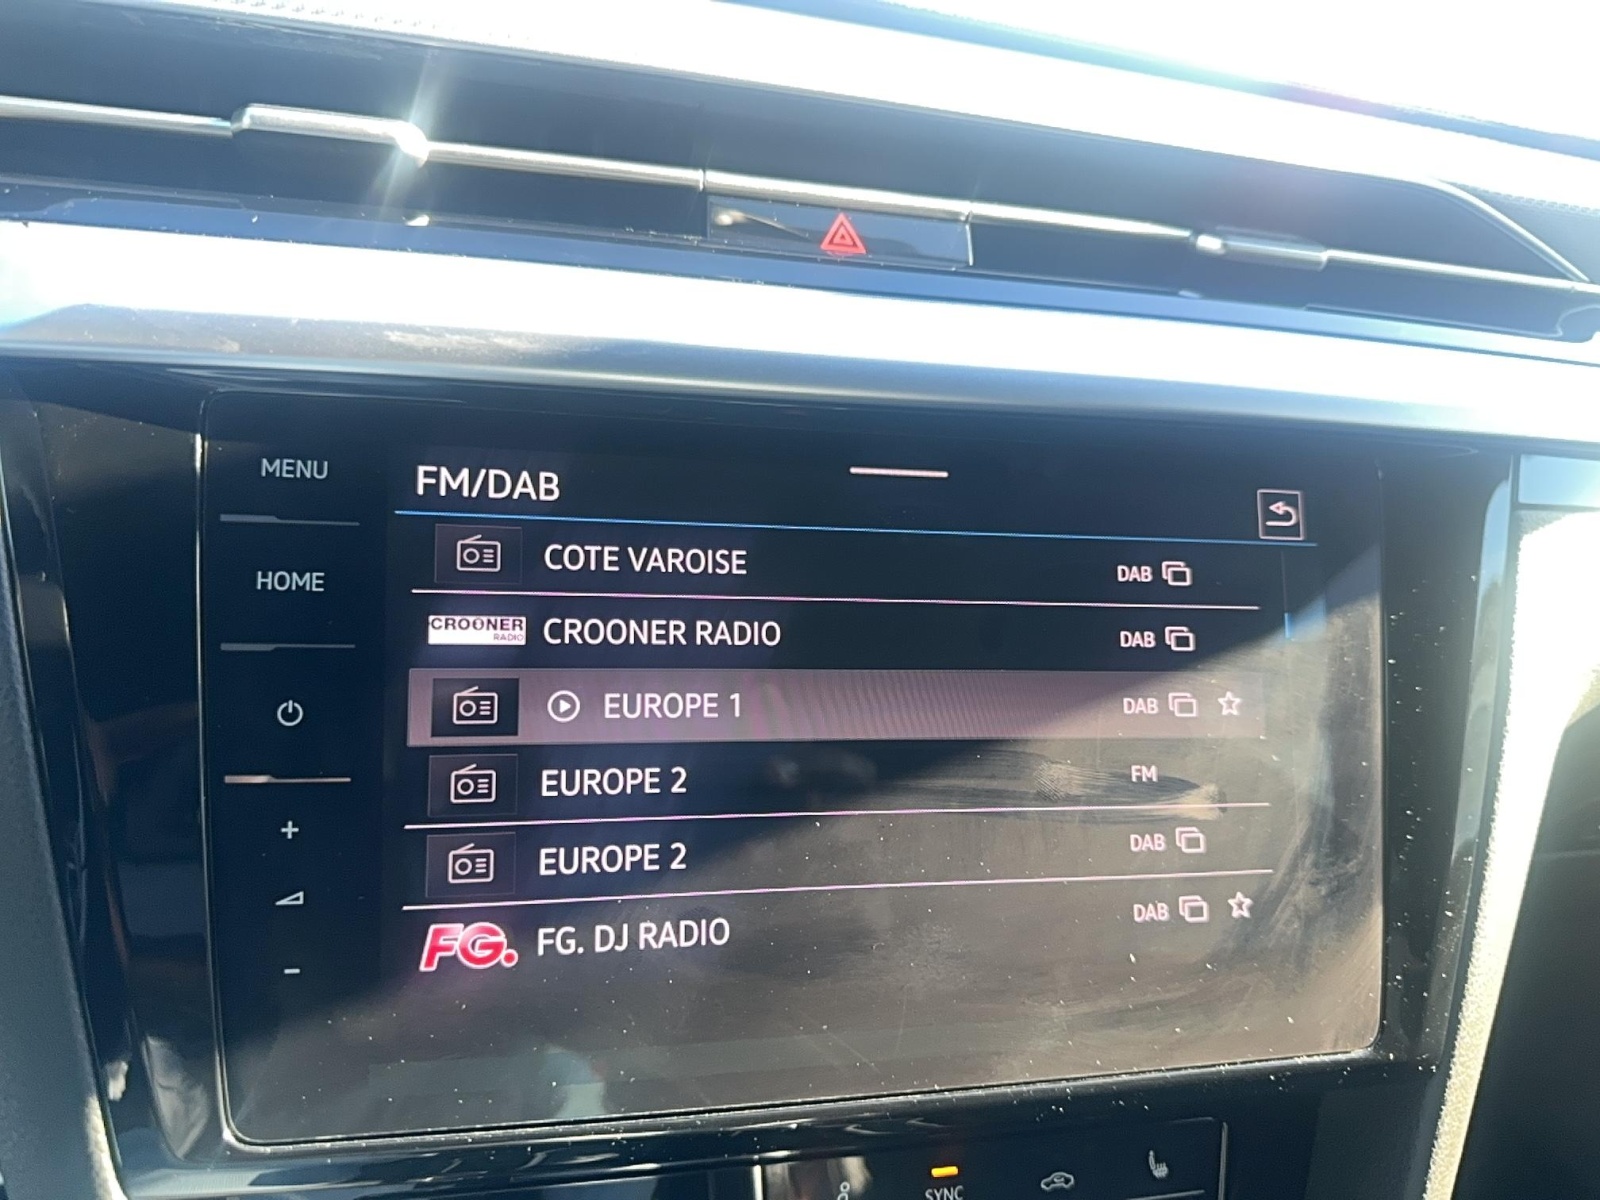 MENU
FM/DAB
HOME
COTE VAROISE DAB
CROONER RADIO CROONER RADIO DAB
EUROPE 1 DAB
EUROPE 2 FM
EUROPE 2 DAB
FG. FG. DJ RADIO DAB
+
-
SYNC